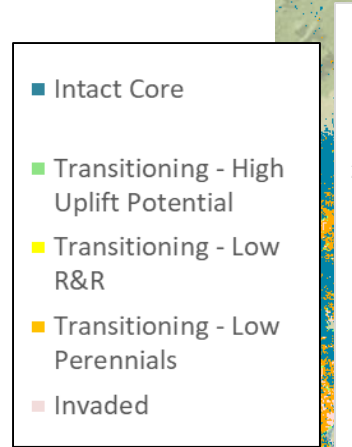 Intact Core
Transitioning - High
Uplift Potential
Transitioning - Low
R&R
Transitioning - Low
Perennials
Invaded